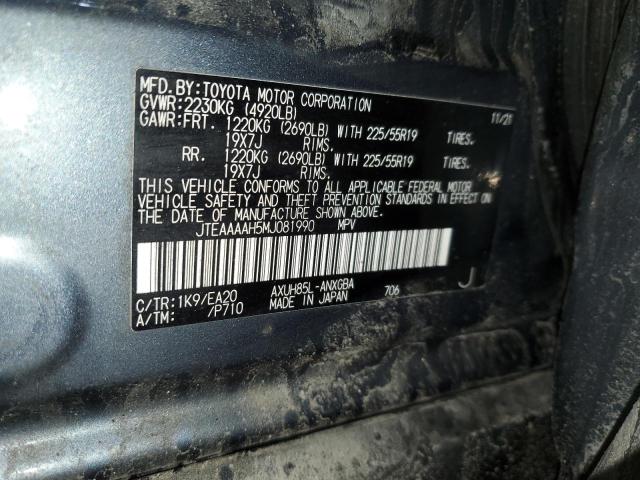 MFD. BY: TOYOTA MOTOR CORPORATION 11/21
GVWR: 2230KG (4920LB)
GAWR: FRT. 1220KG (2690LB) WITH 225/55R19 TIRES.
19X7J RIMS.
RR. 1220KG (2690LB) WITH 225/55R19 TIRES.
19X7J RIMS.
THIS VEHICLE CONFORMS TO ALL APPLICABLE FEDERAL MOTOR
VEHICLE SAFETY AND THEFT PREVENTION STANDARDS IN EFFECT ON
THE DATE OF MANUFACTURE SHOWN ABOVE.
JTEAAAAH5MJ081990 MPV
C/TR: 1K9/EA20 AXUH85L-ANXGBA 706 J
A/TM: /P710 MADE IN JAPAN